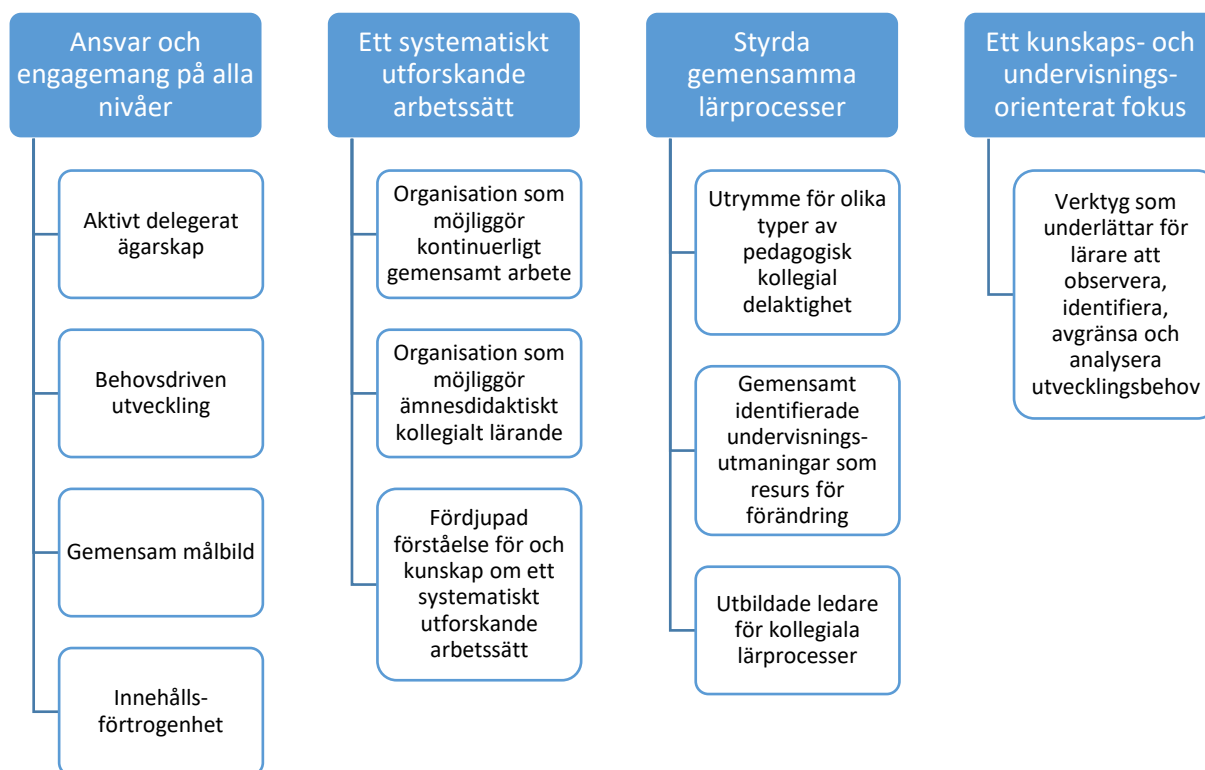 Ansvar och
engagemang på alla
nivåer
Aktivt delegerat
ägarskap
Behovsdriven
utveckling
Gemensam målbild
Innehålls-
förtrogenhet
Ett systematiskt
utforskande
arbetssätt
Organisation som
möjliggör
kontinuerligt
gemensamt arbete
Organisation som
möjliggör
ämnesdidaktiskt
kollegialt lärande
Fördjupad
förståelse för och
kunskap om ett
systematiskt
utforskande
arbetssätt
Styrda
gemensamma
lärprocesser
Utrymme för olika
typer av
pedagogisk
kollegial
delaktighet
Gemensamt
identifierade
undervisnings-
utmaningar som
resurs för
förändring
Utbildade ledare
för kollegiala
lärprocesser
Ett kunskaps- och
undervisnings-
orienterat fokus
Verktyg som
underlättar för
lärare att
observera,
identifiera,
avgränsa och
analysera
utvecklingsbehov